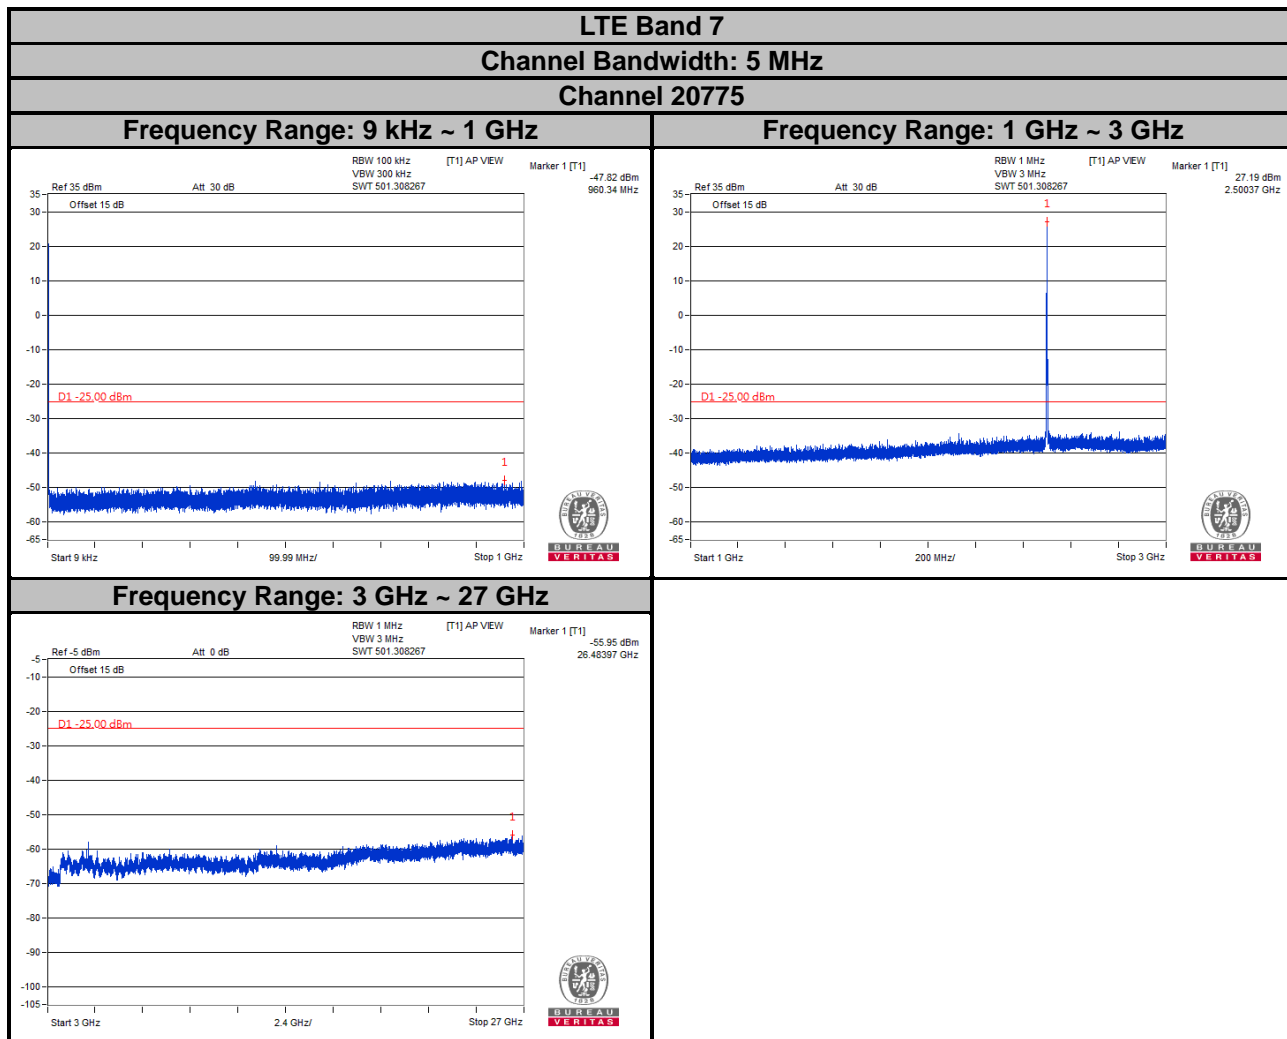 LTE Band 7
Channel Bandwidth: 5 MHz
Channel 20775
Frequency Range: 9 kHz ~ 1 GHz
RBW 100 kHz [T1] AP VIEW Marker 1 [T1]
VBW 300 kHz -47.82 dBm
Ref 35 dBm Att 30 dB SWT 501.308267 960.34 MHz
35
Offset 15 dB
30
20
10
0
-10
-20
D1 -25.00 dBm
-30
-40
1
-50
-60
-65
Start 9 kHz 99.99 MHz/ Stop 1 GHz
BUREAU VERITAS
1828
BUREAU
VERITAS
Frequency Range: 1 GHz ~ 3 GHz
RBW 1 MHz [T1] AP VIEW Marker 1 [T1]
VBW 3 MHz 27.19 dBm
Ref 35 dBm Att 30 dB SWT 501.308267 2.50037 GHz
35
Offset 15 dB
1
30
20
10
0
-10
-20
D1 -25.00 dBm
-30
-40
-50
-60
-65
Start 1 GHz 200 MHz/ Stop 3 GHz
BUREAU VERITAS
1828
BUREAU
VERITAS
Frequency Range: 3 GHz ~ 27 GHz
RBW 1 MHz [T1] AP VIEW Marker 1 [T1]
VBW 3 MHz -55.95 dBm
Ref -5 dBm Att 0 dB SWT 501.308267 26.48397 GHz
-5
Offset 15 dB
-10
-20
D1 -25.00 dBm
-30
-40
-50
1
-60
-70
-80
-90
-100
-105
Start 3 GHz 2.4 GHz/ Stop 27 GHz
BUREAU VERITAS
1828
BUREAU
VERITAS